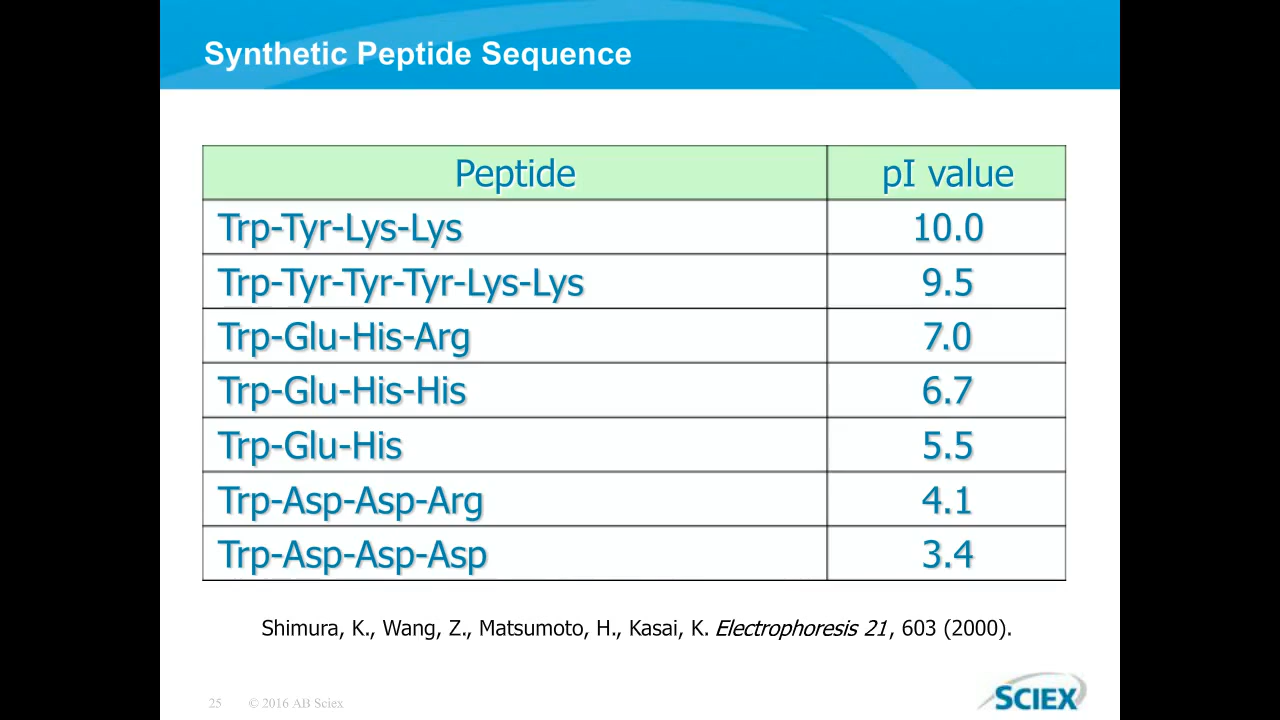 Synthetic Peptide Sequence
Peptide pI value
Trp-Tyr-Lys-Lys 10.0
Trp-Tyr-Tyr-Tyr-Lys-Lys 9.5
Trp-Glu-His-Arg 7.0
Trp-Glu-His-His 6.7
Trp-Glu-His 5.5
Trp-Asp-Asp-Arg 4.1
Trp-Asp-Asp-Asp 3.4
Shimura, K., Wang, Z., Matsumoto, H., Kasai, K. Electrophoresis 21, 603 (2000).
25 © 2016 AB Sciex
SCIEX